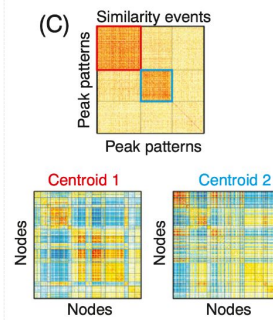 (C)
Similarity events
Peak patterns
Peak patterns
Centroid 1
Centroid 2
Nodes
Nodes
Nodes
Nodes